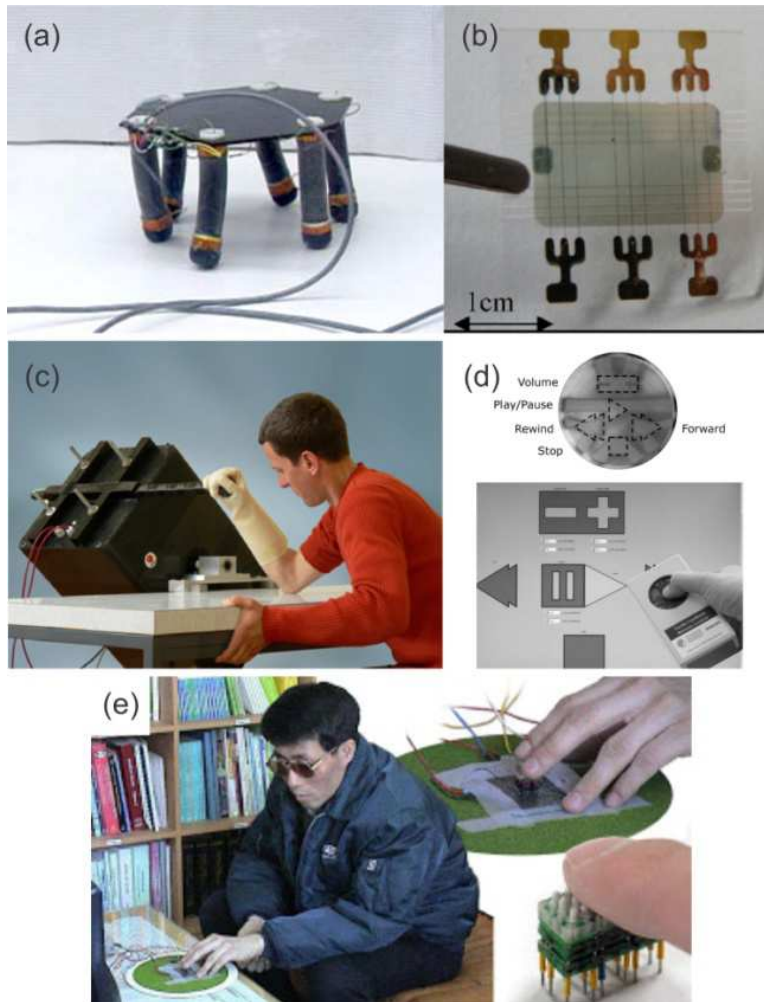 (a)
(b)
1cm
(c)
(d)
Volume
Play/Pause
Rewind
Forward
Stop
(e)